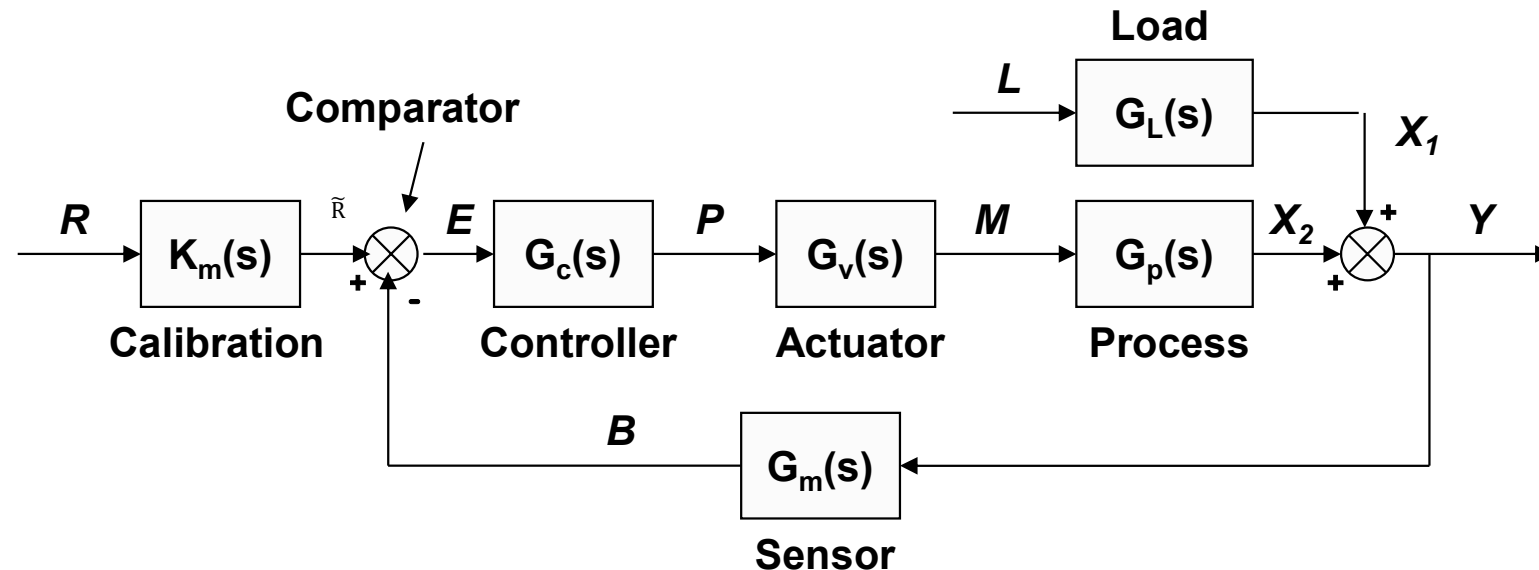 Load
L
G_L(s)
X_1
Comparator
R
K_m(s)
R̃
+
-
E
G_c(s)
P
G_v(s)
M
G_p(s)
X_2
+
+
Y
Calibration
Controller
Actuator
Process
B
G_m(s)
Sensor